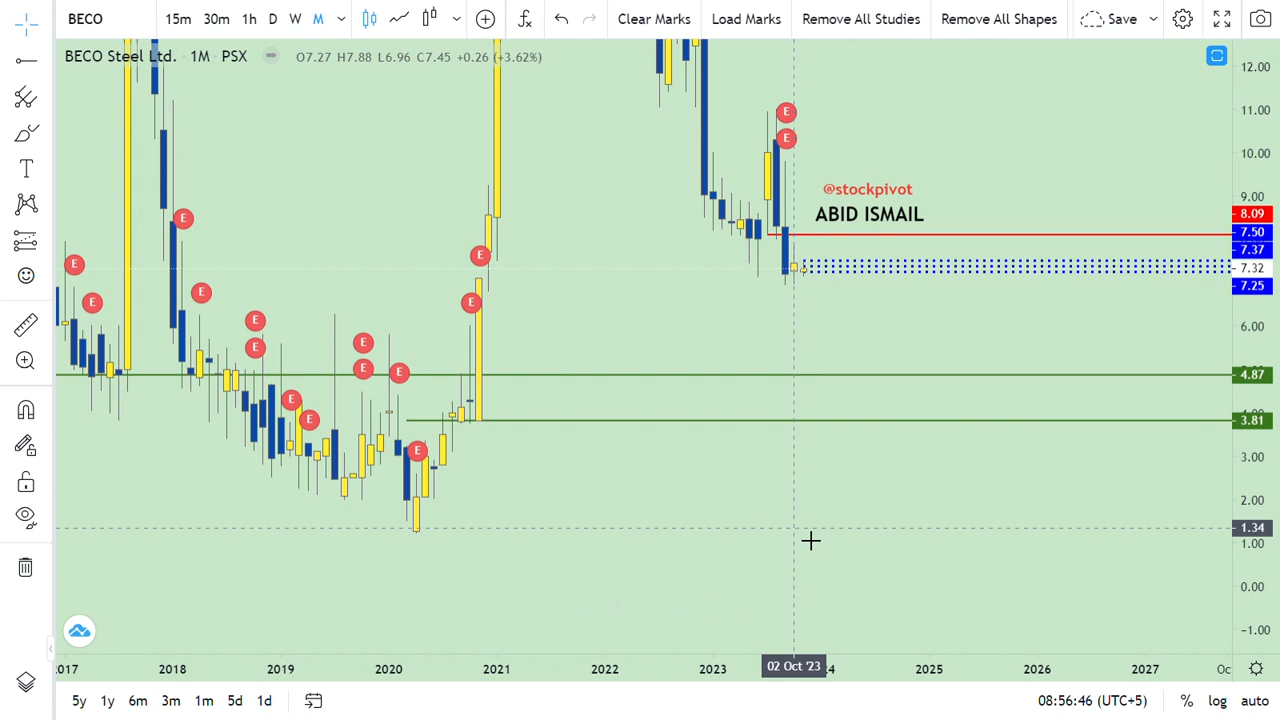 BECO 15m 30m 1h D W M Clear Marks Load Marks Remove All Studies Remove All Shapes Save
BECO Steel Ltd. · 1M · PSX O7.27 H7.88 L6.96 C7.45 +0.26 (+3.62%)
12.00
11.00
E
E
10.00
@stockpivot
9.00
ABID ISMAIL
8.09
E
7.50
E
7.37
E
7.32
E
7.25
E
E
E
6.00
E
E
E
E
E
4.87
E
E
3.81
E
3.00
2.00
1.34
1.00
0.00
−1.00
2017 2018 2019 2020 2021 2022 2023 02 Oct '23 2025 2026 2027 Oc
5y 1y 6m 3m 1m 5d 1d 08:56:46 (UTC+5) % log auto